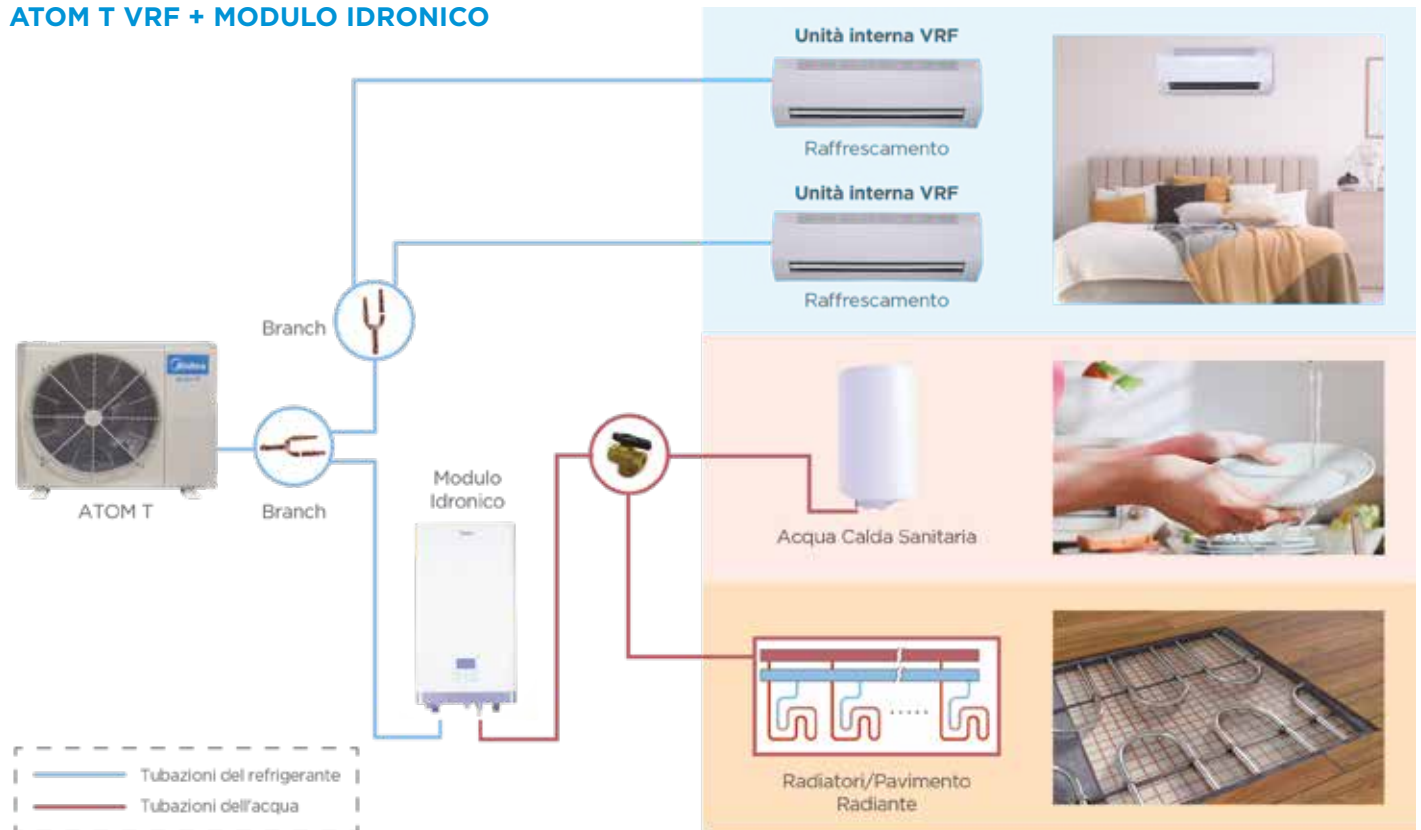 ATOM T VRF + MODULO IDRONICO
Unità interna VRF
Raffrescamento
Unità interna VRF
Raffrescamento
Branch
Midea
ATOM T
Branch
Modulo
Idronico
Acqua Calda Sanitaria
Radiatori/Pavimento
Radiante
Tubazioni del refrigerante
Tubazioni dell'acqua